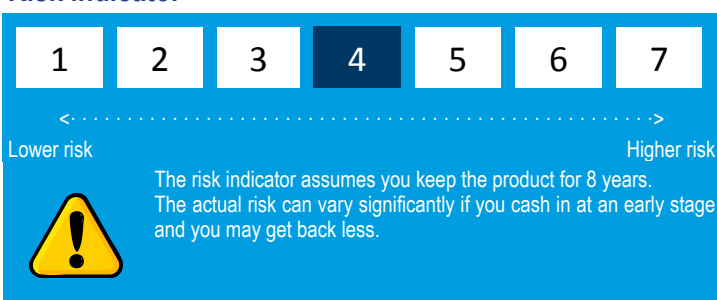 Risk Indicator
1 2 3 4 5 6 7
<· · · · · · · · · · · · · · · · · · · · · · · · · · · · · · · · · · · · · · · · · · · · · · · · · · · ·>
Lower risk Higher risk
The risk indicator assumes you keep the product for 8 years.
The actual risk can vary significantly if you cash in at an early stage
and you may get back less.